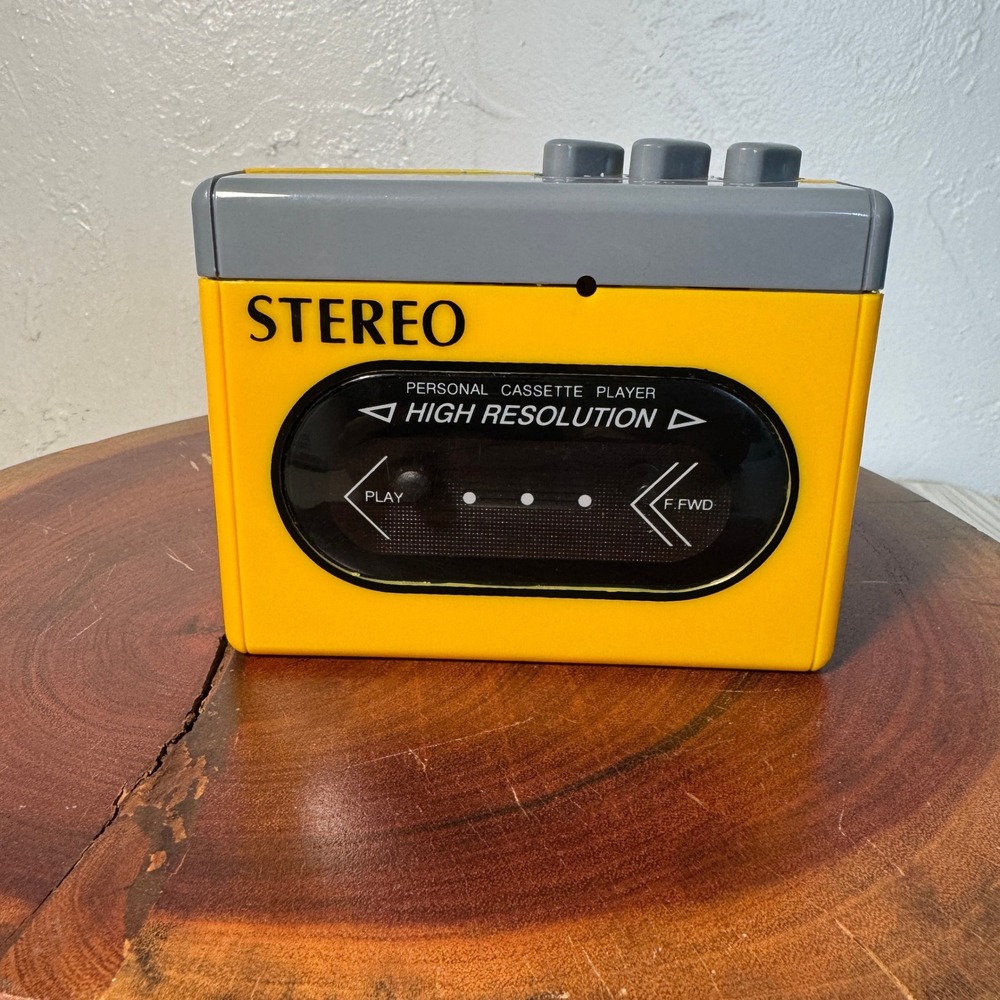 STEREO
PERSONAL CASSETTE PLAYER
HIGH RESOLUTION
PLAY
F.FWD